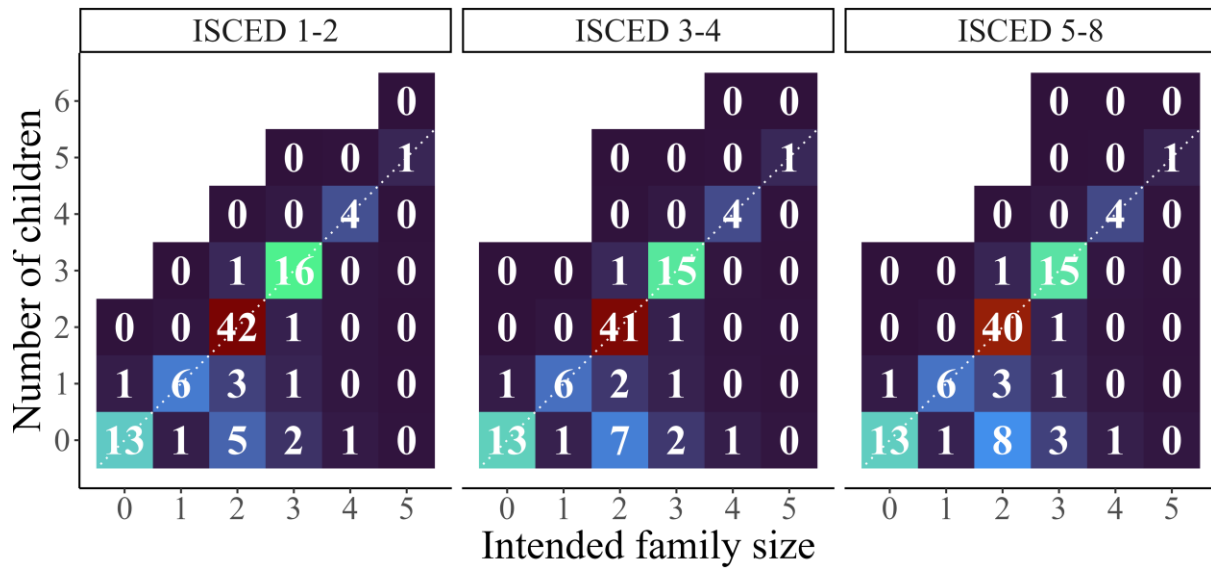 ISCED 1-2 ISCED 3-4 ISCED 5-8
6 0 0 0 0 0 0
5 0 0 1 0 0 0 1 0 0 1
4 0 0 4 0 0 0 4 0 0 0 4 0
3 0 1 16 0 0 0 0 1 15 0 0 0 0 1 15 0 0
2 0 0 42 1 0 0 0 0 41 1 0 0 0 0 40 1 0 0
1 1 6 3 1 0 0 1 6 2 1 0 0 1 6 3 1 0 0
0 13 1 5 2 1 0 13 1 7 2 1 0 13 1 8 3 1 0
0 1 2 3 4 5 0 1 2 3 4 5 0 1 2 3 4 5
Number of children
Intended family size